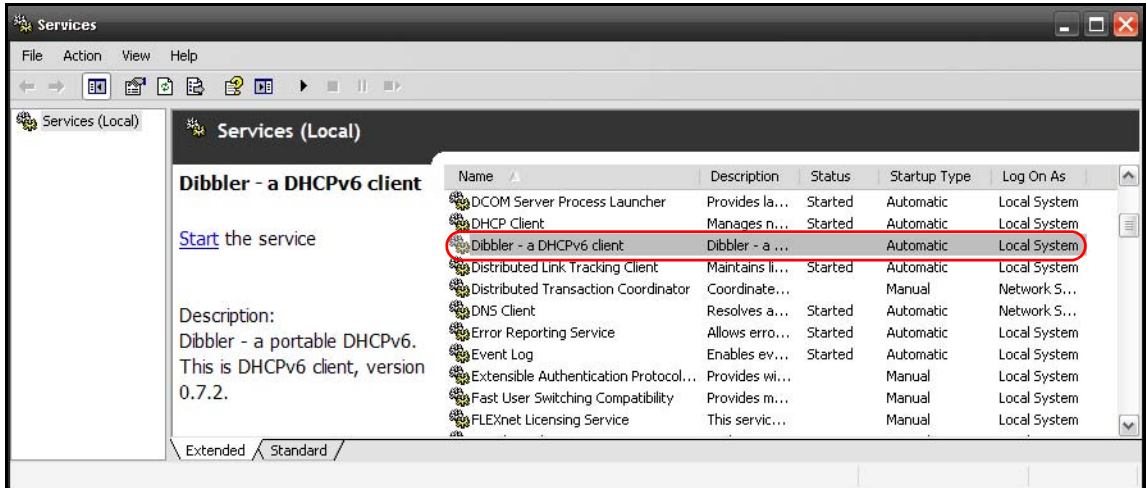 Services
File Action View Help
Services (Local)
Services (Local)
Dibbler - a DHCPv6 client
Start the service
Description:
Dibbler - a portable DHCPv6.
This is DHCPv6 client, version
0.7.2.
Name Description Status Startup Type Log On As
DCOM Server Process Launcher Provides la... Started Automatic Local System
DHCP Client Manages n... Started Automatic Local System
Dibbler - a DHCPv6 client Dibbler - a ... Automatic Local System
Distributed Link Tracking Client Maintains li... Started Automatic Local System
Distributed Transaction Coordinator Coordinate... Manual Network S...
DNS Client Resolves a... Started Automatic Network S...
Error Reporting Service Allows erro... Started Automatic Local System
Event Log Enables ev... Started Automatic Local System
Extensible Authentication Protocol... Provides wi... Manual Local System
Fast User Switching Compatibility Provides m... Manual Local System
FLEXnet Licensing Service This servic... Manual Local System
Extended Standard